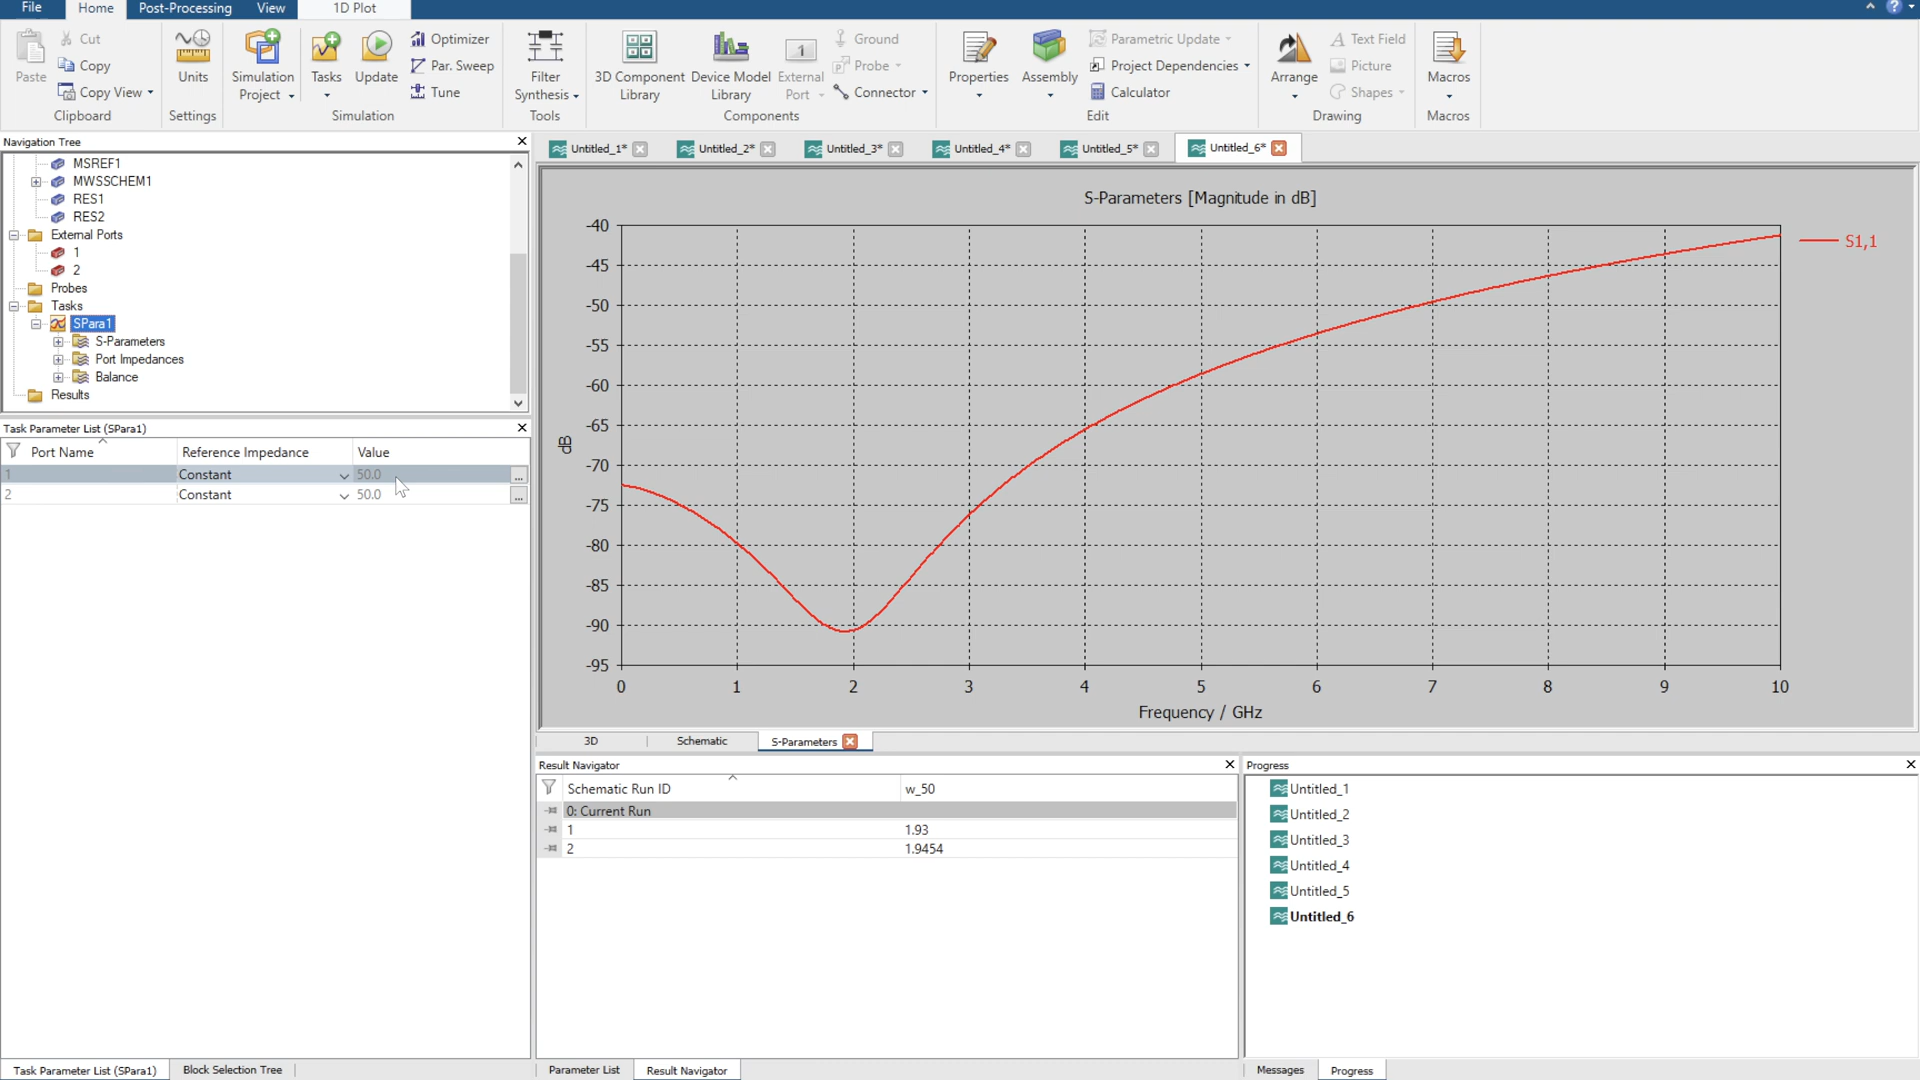 File Home Post-Processing View 1D Plot
Paste Cut Copy Copy View Clipboard
Units Settings
Simulation Project Tasks Update Optimizer Par. Sweep Tune Simulation
Filter Synthesis Tools
3D Component Library Device Model Library External Port Ground Probe Connector Components
Properties Assembly Parametric Update Project Dependencies Calculator Edit
Arrange Text Field Picture Shapes Drawing
Macros Macros
Navigation Tree
MSREF1
MWSSCHEM1
RES1
RES2
External Ports
1
2
Probes
Tasks
SPara1
S-Parameters
Port Impedances
Balance
Results
Task Parameter List (SPara1)
Port Name Reference Impedance Value
1 Constant 50.0 ...
2 Constant 50.0 ...
Task Parameter List (SPara1) Block Selection Tree
Untitled_1* Untitled_2* Untitled_3* Untitled_4* Untitled_5* Untitled_6*
S-Parameters [Magnitude in dB]
S1,1
-40
-45
-50
-55
-60
-65
-70
-75
-80
-85
-90
-95
dB
0 1 2 3 4 5 6 7 8 9 10
Frequency / GHz
3D Schematic S-Parameters
Result Navigator
Schematic Run ID w_50
0: Current Run
1 1.93
2 1.9454
Parameter List Result Navigator
Progress
Untitled_1
Untitled_2
Untitled_3
Untitled_4
Untitled_5
Untitled_6
Messages Progress